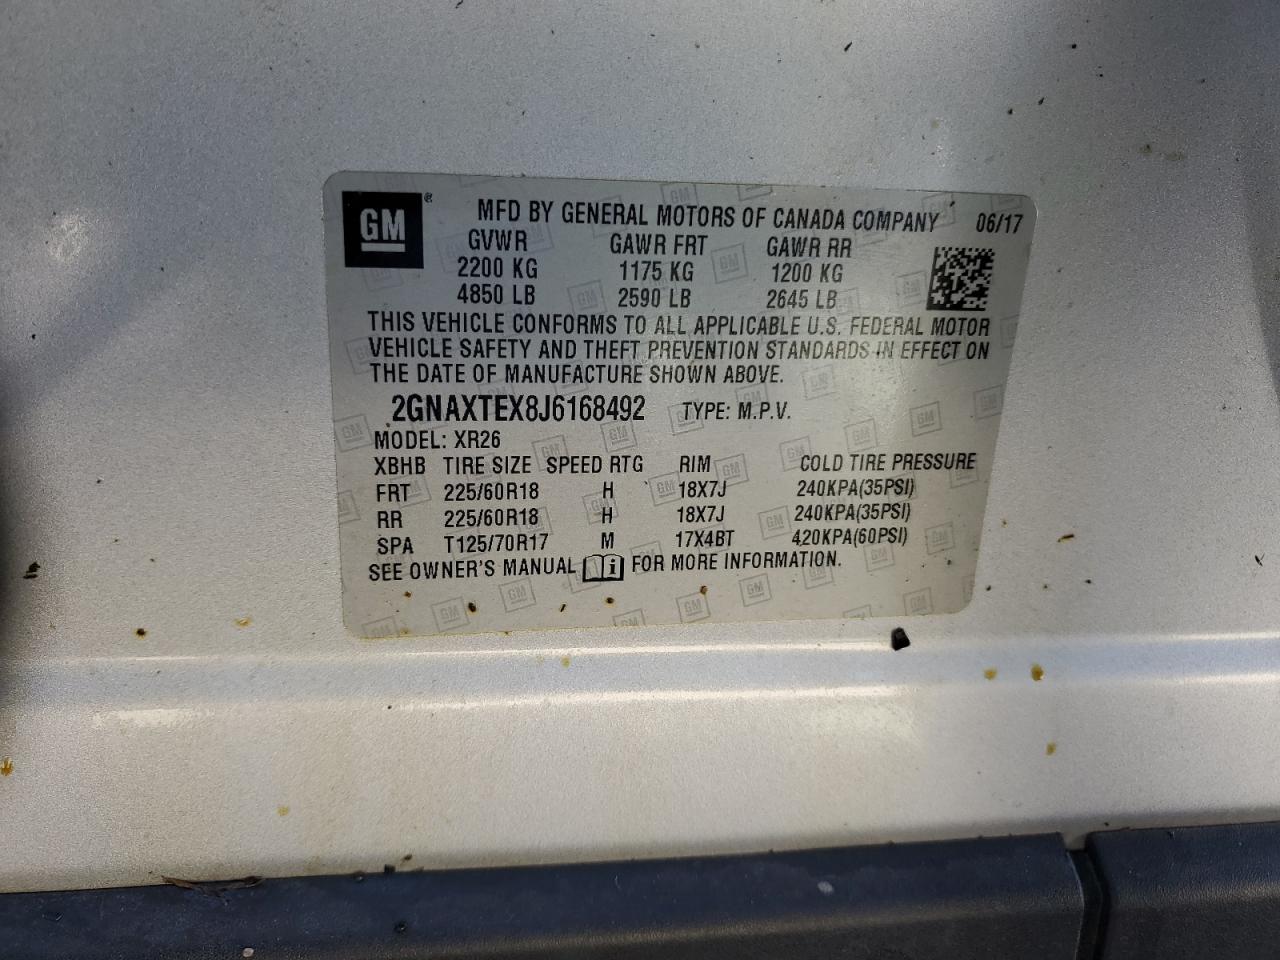 GM ® MFD BY GENERAL MOTORS OF CANADA COMPANY 06/17
GVWR GAWR FRT GAWR RR
2200 KG 1175 KG 1200 KG
4850 LB 2590 LB 2645 LB
THIS VEHICLE CONFORMS TO ALL APPLICABLE U.S. FEDERAL MOTOR
VEHICLE SAFETY AND THEFT PREVENTION STANDARDS IN EFFECT ON
THE DATE OF MANUFACTURE SHOWN ABOVE.
2GNAXTEX8J6168492 TYPE: M.P.V.
MODEL: XR26
XBHB TIRE SIZE SPEED RTG RIM COLD TIRE PRESSURE
FRT 225/60R18 H 18X7J 240KPA(35PSI)
RR 225/60R18 H 18X7J 240KPA(35PSI)
SPA T125/70R17 M 17X4BT 420KPA(60PSI)
SEE OWNER'S MANUAL i FOR MORE INFORMATION.